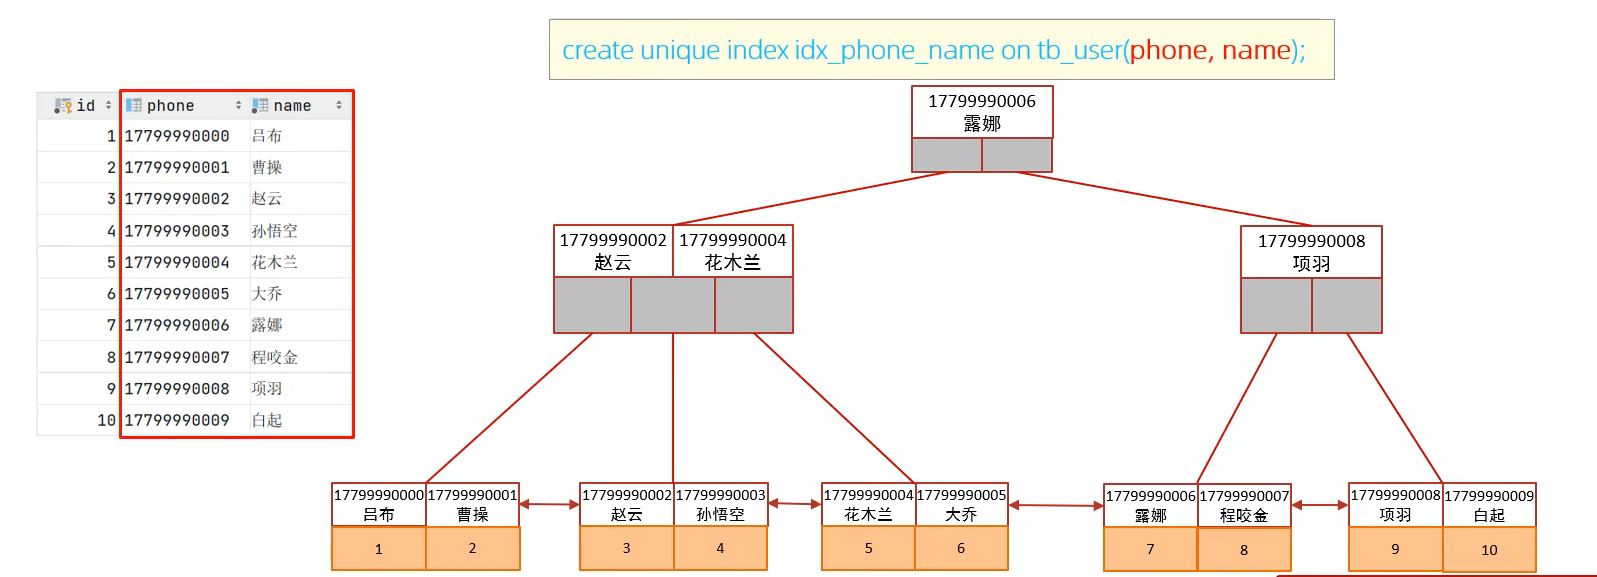 create unique index idx_phone_name on tb_user(phone, name);
id phone name
1 17799990000 吕布
2 17799990001 曹操
3 17799990002 赵云
4 17799990003 孙悟空
5 17799990004 花木兰
6 17799990005 大乔
7 17799990006 露娜
8 17799990007 程咬金
9 17799990008 项羽
10 17799990009 白起
17799990006
露娜
17799990002 17799990004
赵云 花木兰
17799990008
项羽
17799990000 17799990001
吕布 曹操
1 2
17799990002 17799990003
赵云 孙悟空
3 4
17799990004 17799990005
花木兰 大乔
5 6
17799990006 17799990007
露娜 程咬金
7 8
17799990008 17799990009
项羽 白起
9 10